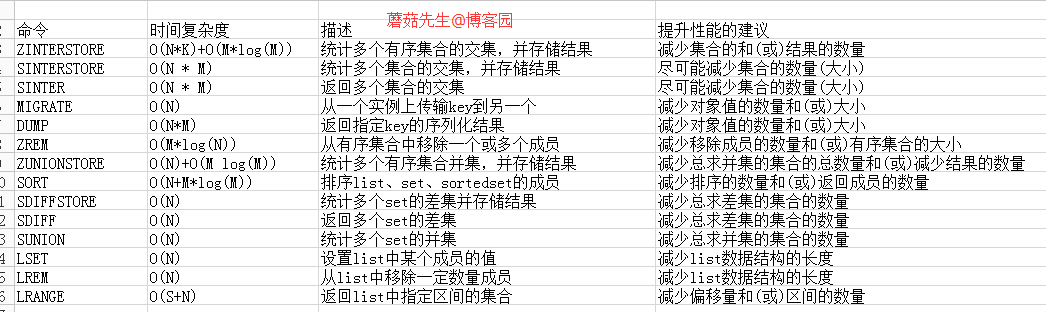 蘑菇先生@博客园
命令 时间复杂度 描述 提升性能的建议
ZINTERSTORE O(N*K)+O(M*log(M)) 统计多个有序集合的交集，并存储结果 减少集合的和(或)结果的数量
SINTERSTORE O(N * M) 统计多个集合的交集，并存储结果 尽可能减少集合的数量(大小)
SINTER O(N * M) 返回多个集合的交集 尽可能减少集合的数量(大小)
MIGRATE O(N) 从一个实例上传输key到另一个 减少对象值的数量和(或)大小
DUMP O(N*M) 返回指定key的序列化结果 减少对象值的数量和(或)大小
ZREM O(M*log(N)) 从有序集合中移除一个或多个成员 减少移除成员的数量和(或)有序集合的大小
ZUNIONSTORE O(N)+O(M log(M)) 统计多个有序集合并集，并存储结果 减少总求并集的集合的总数量和(或)减少结果的数量
SORT O(N+M*log(M)) 排序list、set、sortedset的成员 减少排序的数量和(或)返回成员的数量
SDIFFSTORE O(N) 统计多个set的差集并存储结果 减少总求差集的集合的数量
SDIFF O(N) 返回多个set的差集 减少总求差集的集合的数量
SUNION O(N) 统计多个set的并集 减少总求并集的集合的数量
LSET O(N) 设置list中某个成员的值 减少list数据结构的长度
LREM O(N) 从list中移除一定数量成员 减少list数据结构的长度
LRANGE O(S+N) 返回list中指定区间的集合 减少偏移量和(或)区间的数量